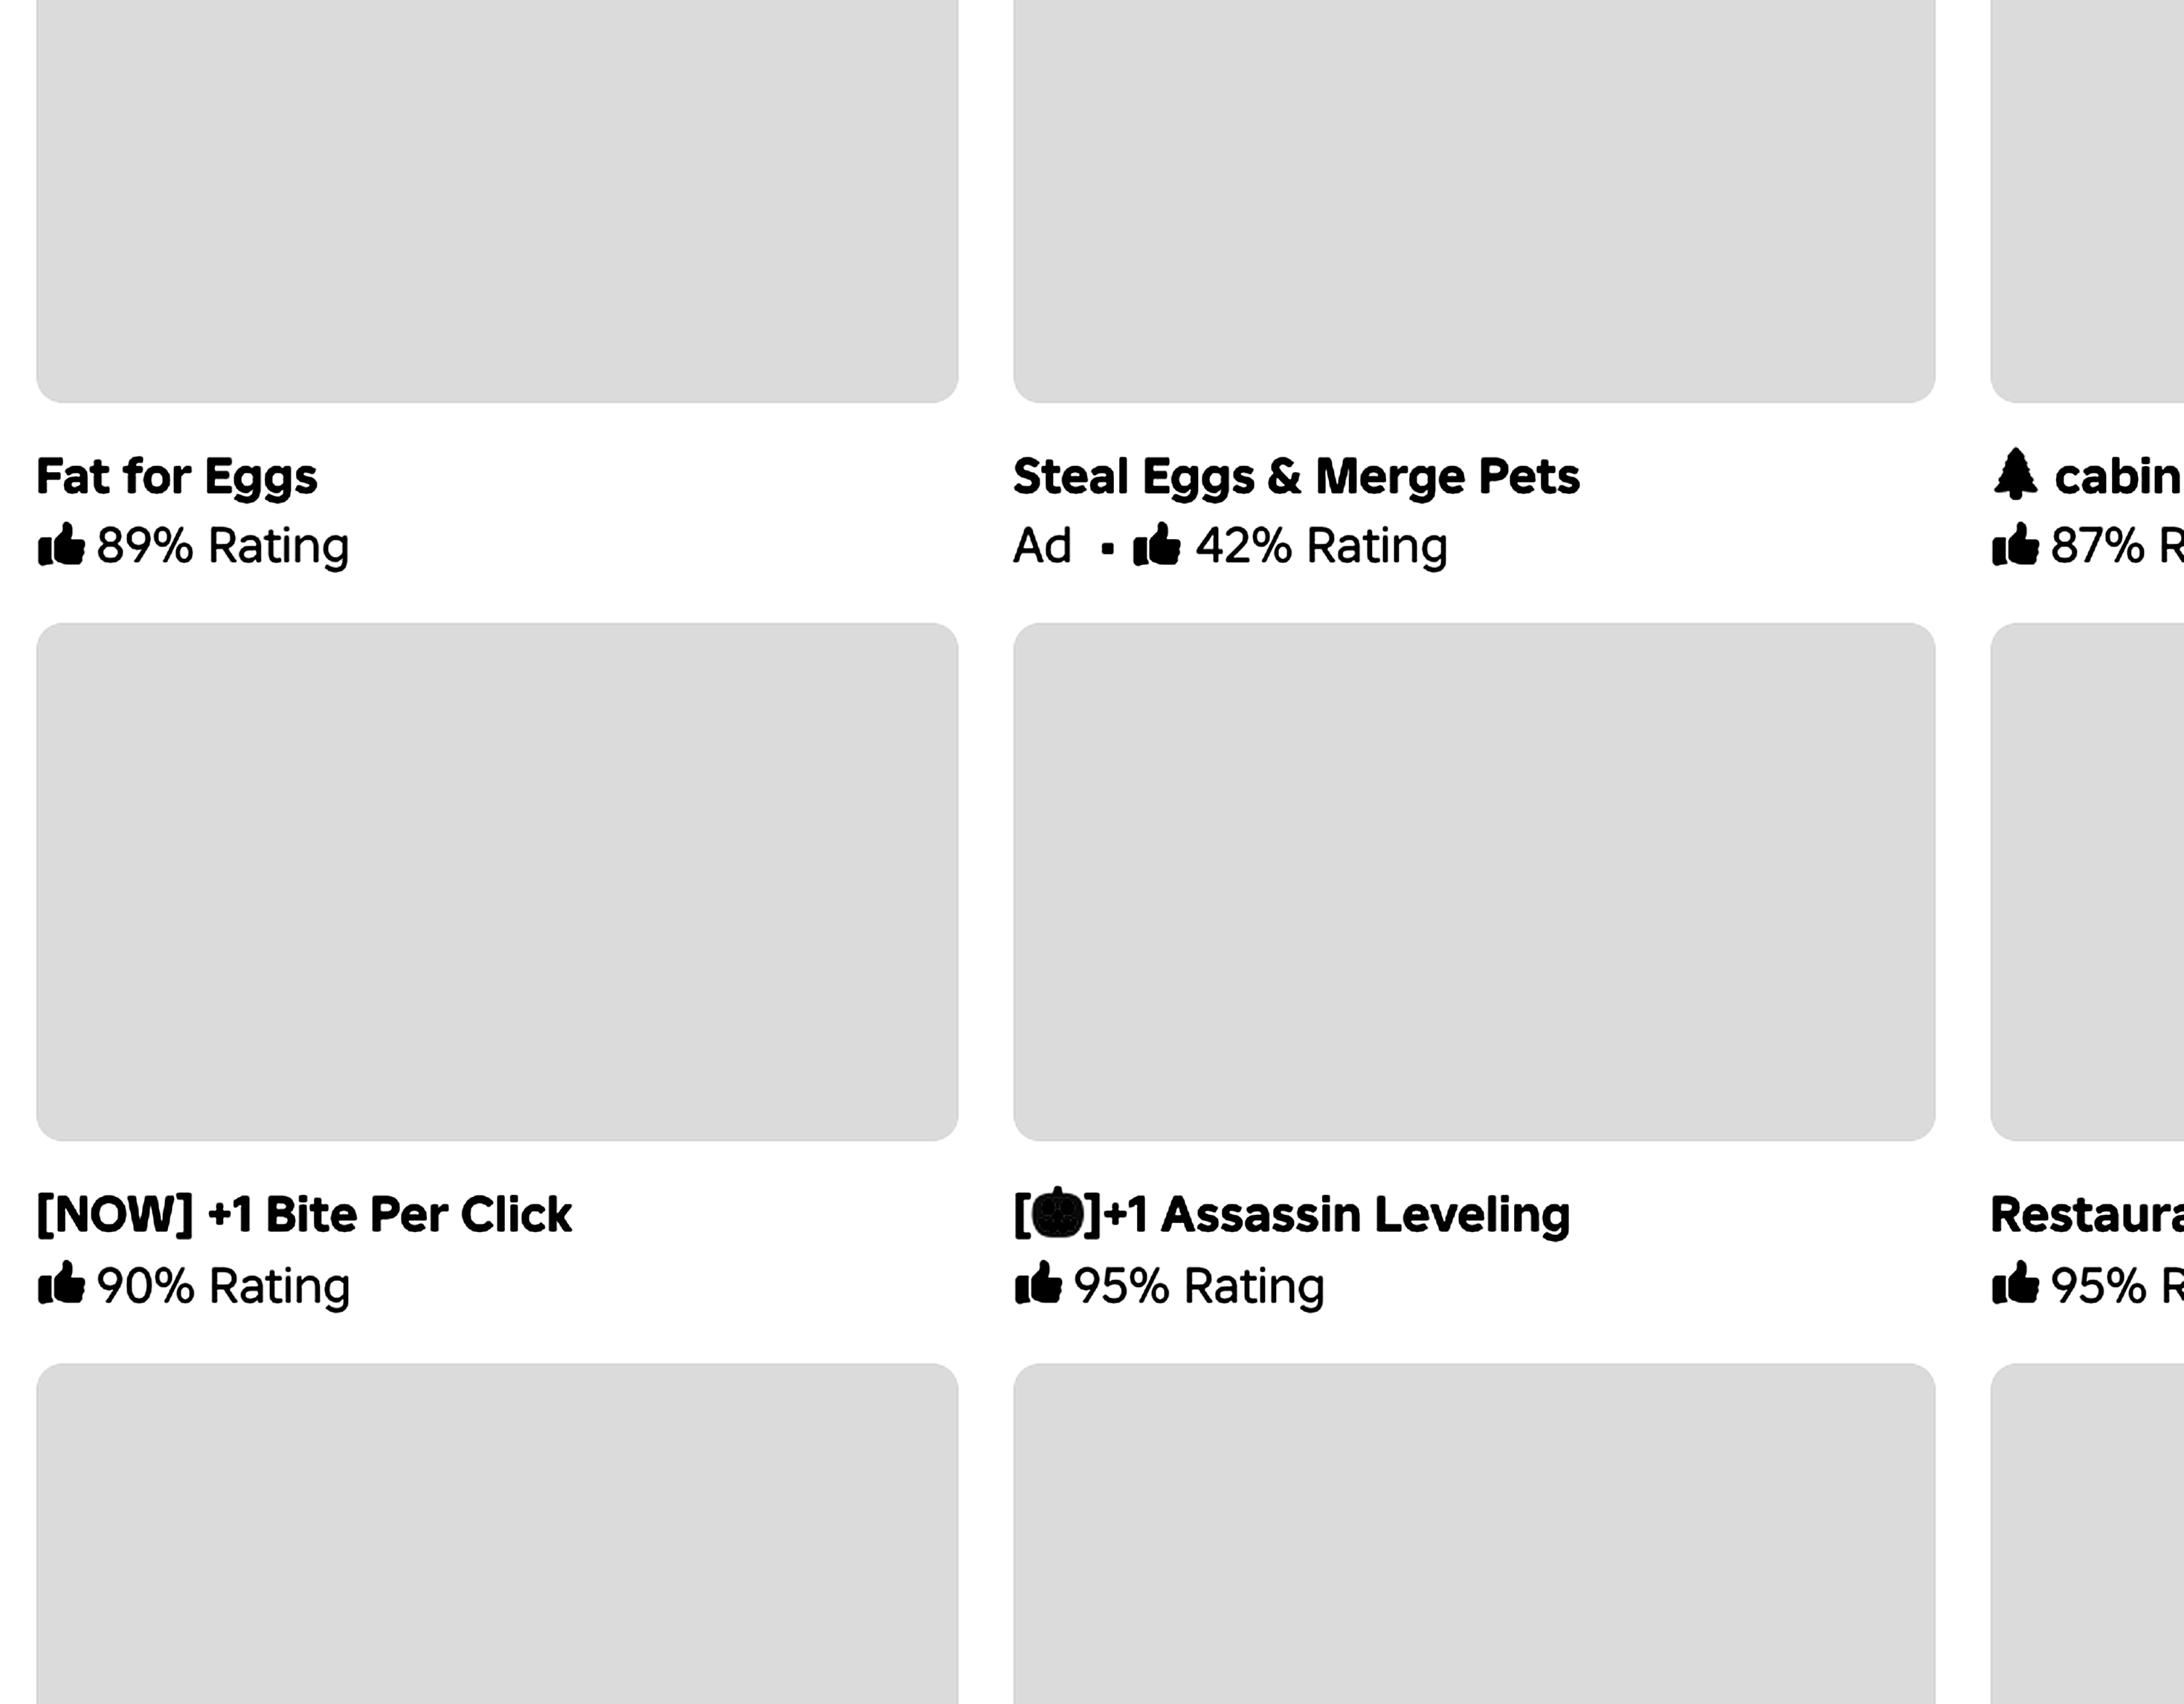 Fat for Eggs
89% Rating
Steal Eggs & Merge Pets
Ad · 42% Rating
cabin
87%
[NOW] +1 Bite Per Click
90% Rating
[🎃]+1 Assassin Leveling
95% Rating
95%